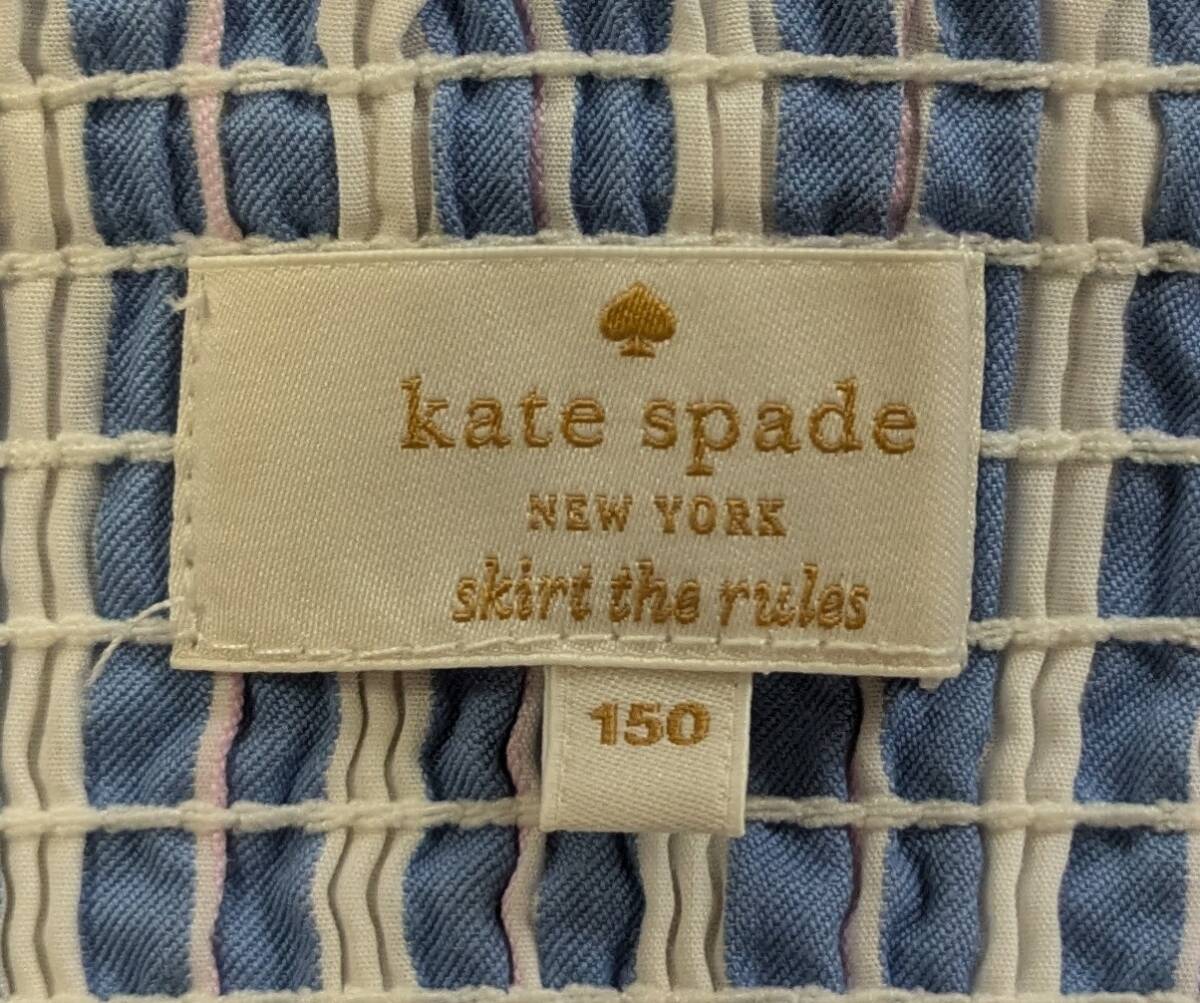 kate spade
NEW YORK
skirt the rules
150